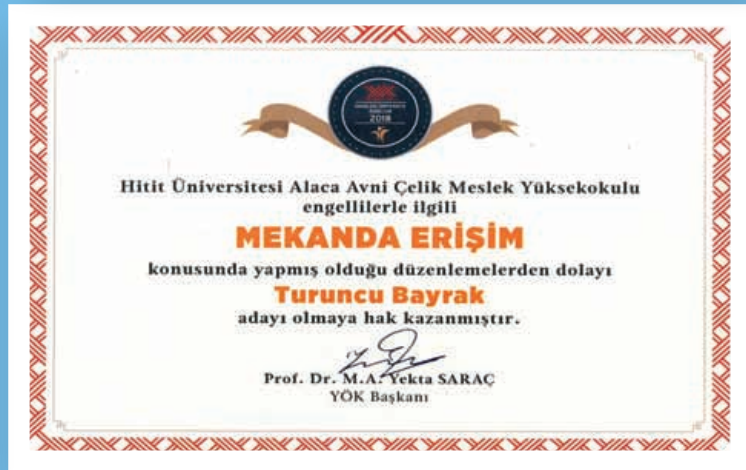 2018
Hitit Üniversitesi Alaca Avni Çelik Meslek Yüksekokulu
engellilerle ilgili
MEKANDA ERİŞİM
konusunda yapmış olduğu düzenlemelerden dolayı
Turuncu Bayrak
adayı olmaya hak kazanmıştır.
Prof. Dr. M.A. Yekta SARAÇ
YÖK Başkanı